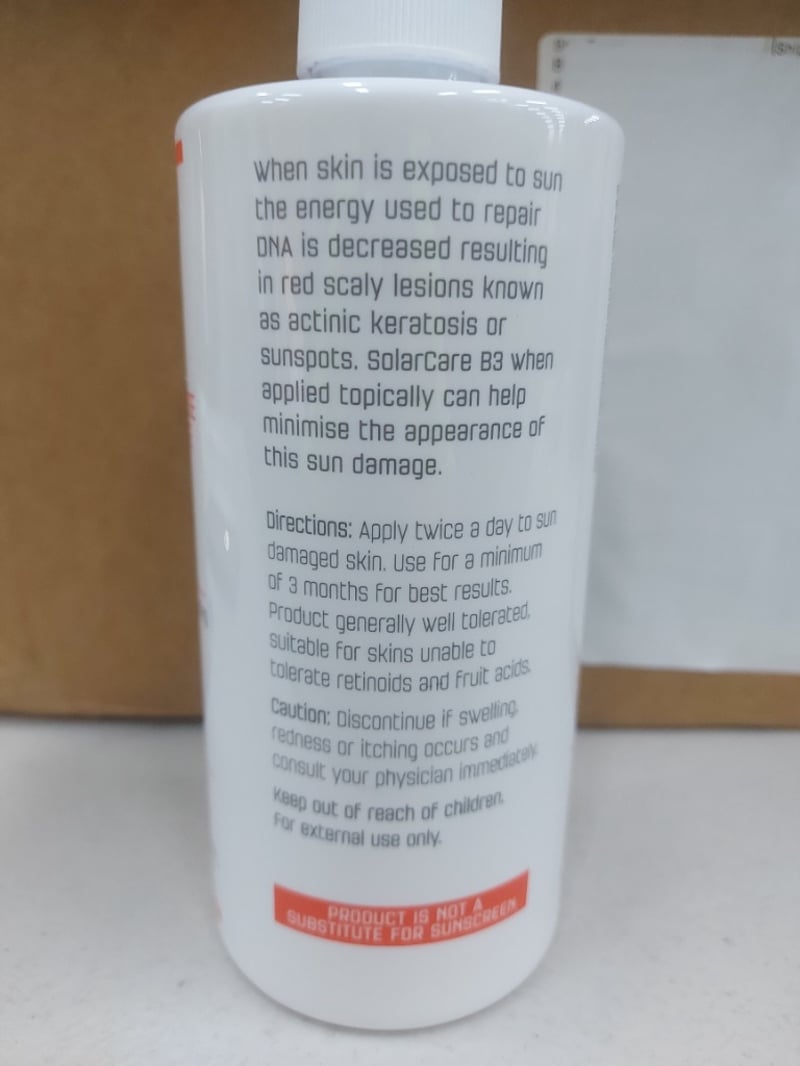 When skin is exposed to sun
the energy used to repair
DNA is decreased resulting
in red scaly lesions known
as actinic keratosis or
sunspots. SolarCare B3 when
applied topically can help
minimise the appearance of
this sun damage.
Directions: Apply twice a day to sun
damaged skin. Use for a minimum
of 3 months for best results.
Product generally well tolerated,
suitable for skins unable to
tolerate retinoids and fruit acids.
Caution: Discontinue if swelling,
redness or itching occurs and
consult your physician immediately.
Keep out of reach of children.
For external use only.
PRODUCT IS NOT A
SUBSTITUTE FOR SUNSCREEN